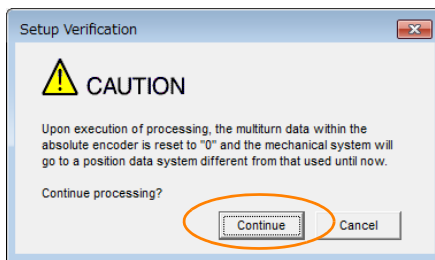 Setup Verification
CAUTION
Upon execution of processing, the multiturn data within the
absolute encoder is reset to "0" and the mechanical system will
go to a position data system different from that used until now.
Continue processing?
Continue
Cancel